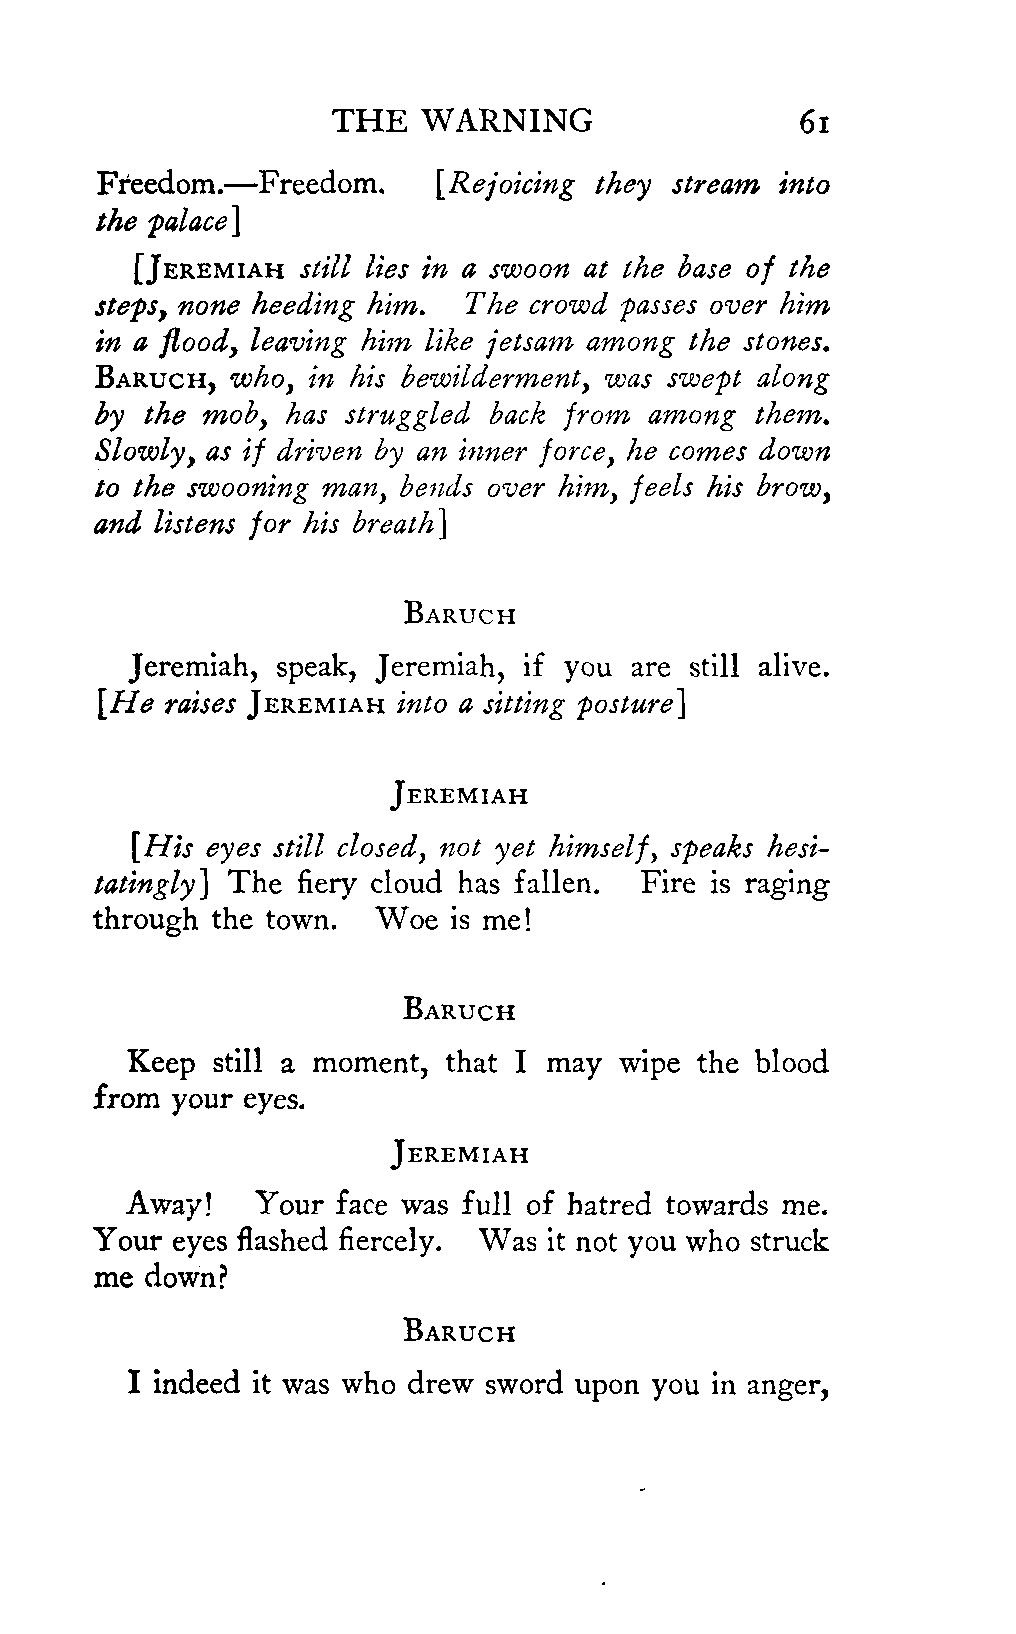 THE WARNING 61
Freedom.—Freedom. [Rejoicing they stream into
the palace]
[JEREMIAH still lies in a swoon at the base of the
steps, none heeding him. The crowd passes over him
in a flood, leaving him like jetsam among the stones.
BARUCH, who, in his bewilderment, was swept along
by the mob, has struggled back from among them.
Slowly, as if driven by an inner force, he comes down
to the swooning man, bends over him, feels his brow,
and listens for his breath]
BARUCH
Jeremiah, speak, Jeremiah, if you are still alive.
[He raises JEREMIAH into a sitting posture]
JEREMIAH
[His eyes still closed, not yet himself, speaks hesi-
tatingly] The fiery cloud has fallen. Fire is raging
through the town. Woe is me!
BARUCH
Keep still a moment, that I may wipe the blood
from your eyes.
JEREMIAH
Away! Your face was full of hatred towards me.
Your eyes flashed fiercely. Was it not you who struck
me down?
BARUCH
I indeed it was who drew sword upon you in anger,